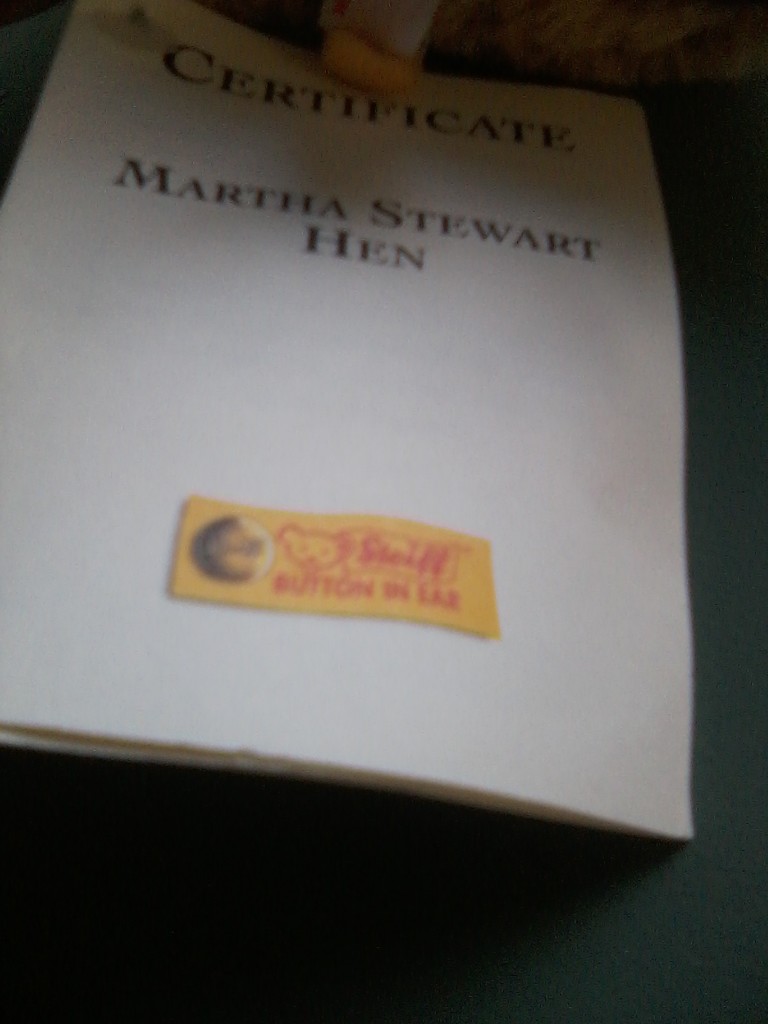 CERTIFICATE
MARTHA STEWART
HEN
Steiff
BUTTON IN EAR